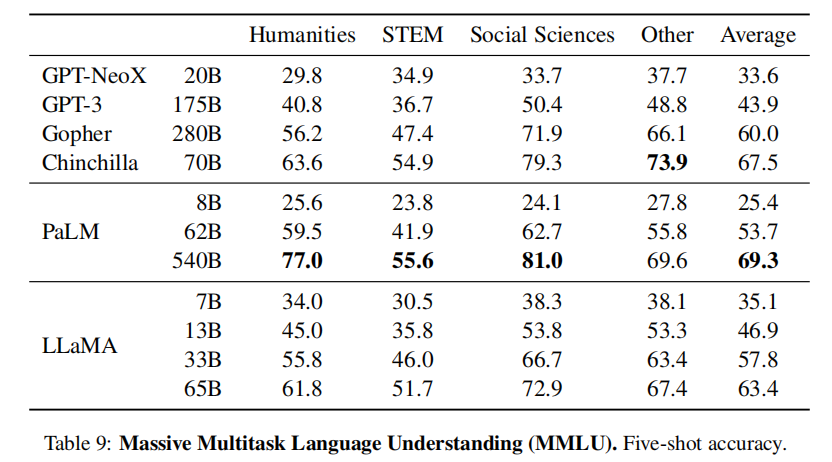 Humanities STEM Social Sciences Other Average
GPT-NeoX 20B 29.8 34.9 33.7 37.7 33.6
GPT-3 175B 40.8 36.7 50.4 48.8 43.9
Gopher 280B 56.2 47.4 71.9 66.1 60.0
Chinchilla 70B 63.6 54.9 79.3 73.9 67.5
8B 25.6 23.8 24.1 27.8 25.4
PaLM 62B 59.5 41.9 62.7 55.8 53.7
540B 77.0 55.6 81.0 69.6 69.3
7B 34.0 30.5 38.3 38.1 35.1
13B 45.0 35.8 53.8 53.3 46.9
LLaMA
33B 55.8 46.0 66.7 63.4 57.8
65B 61.8 51.7 72.9 67.4 63.4
Table 9: Massive Multitask Language Understanding (MMLU). Five-shot accuracy.